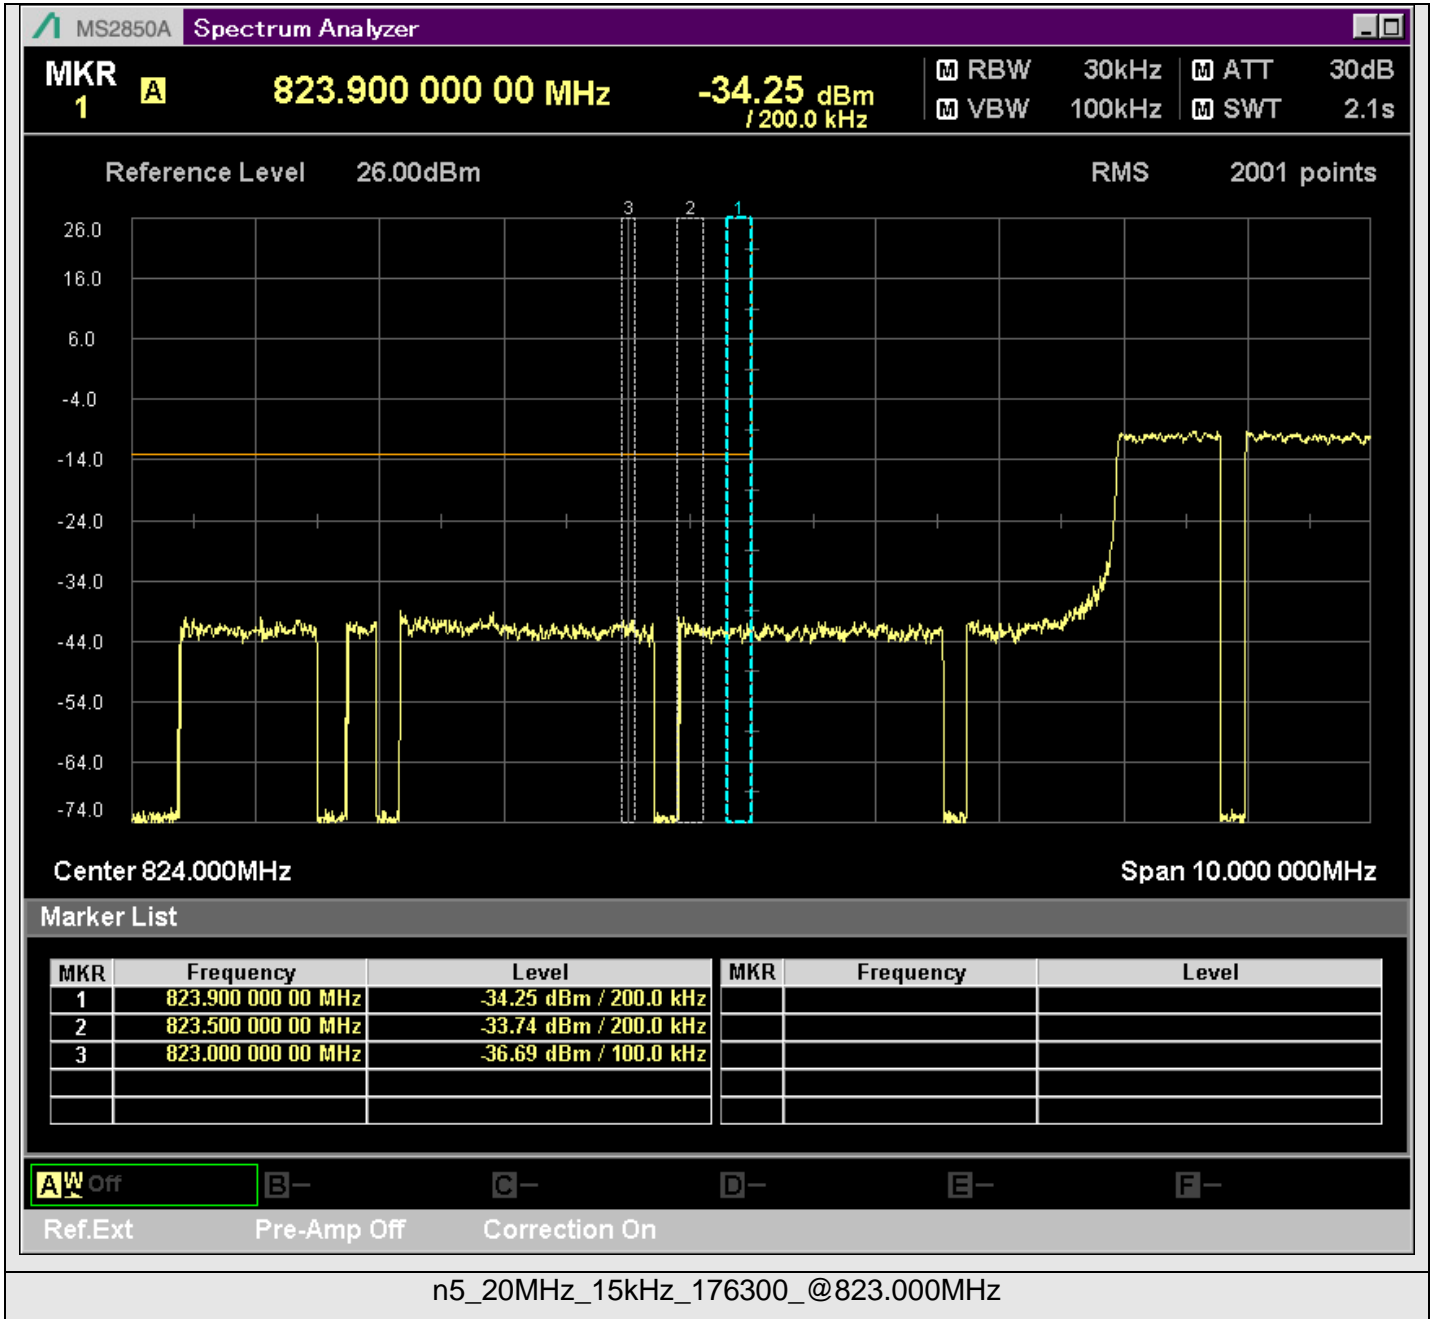 MS2850A Spectrum Analyzer
MKR 1 A 823.900 000 00 MHz -34.25 dBm / 200.0 kHz
M RBW 30kHz M ATT 30dB
M VBW 100kHz M SWT 2.1s
Reference Level 26.00dBm RMS 2001 points
3 2 1
26.0
16.0
6.0
-4.0
-14.0
-24.0
-34.0
-44.0
-54.0
-64.0
-74.0
Center 824.000MHz Span 10.000 000MHz
Marker List
MKR Frequency Level MKR Frequency Level
1 823.900 000 00 MHz -34.25 dBm / 200.0 kHz
2 823.500 000 00 MHz -33.74 dBm / 200.0 kHz
3 823.000 000 00 MHz -36.69 dBm / 100.0 kHz
A W Off B - C - D - E - F -
Ref.Ext Pre-Amp Off Correction On
n5_20MHz_15kHz_176300_@823.000MHz